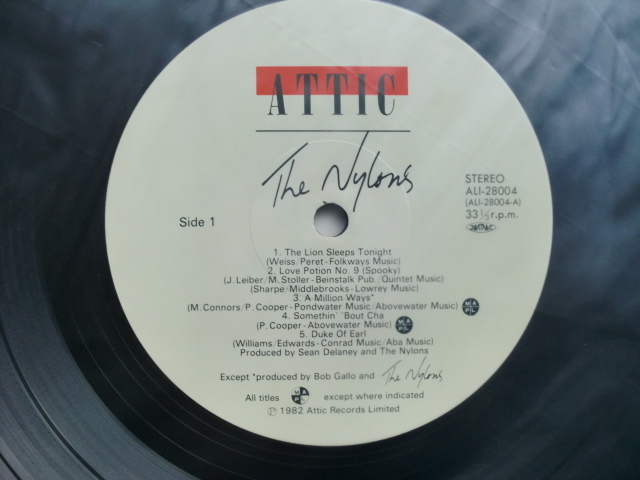 ATTIC
The Nylons
STEREO
ALI-28004
(ALI-28004-A)
33 1/3 r.p.m.
Side 1
1. The Lion Sleeps Tonight
(Weiss/Peret-Folkways Music)
2. Love Potion No. 9 (Spooky)
(J. Leiber/M. Stoller-Beinstalk Pub./Quintet Music)
(Sharpe/Middlebrooks-Lowrey Music)
3. A Million Ways*
(M. Connors/P. Cooper-Pondwater Music/Abovewater Music)
4. Somethin' 'Bout Cha
(P. Cooper-Abovewater Music)
5. Duke Of Earl
(Williams/Edwards-Conrad Music/Aba Music)
Produced by Sean Delaney and The Nylons
Except *produced by Bob Gallo and The Nylons
All titles MAPL except where indicated
℗ 1982 Attic Records Limited